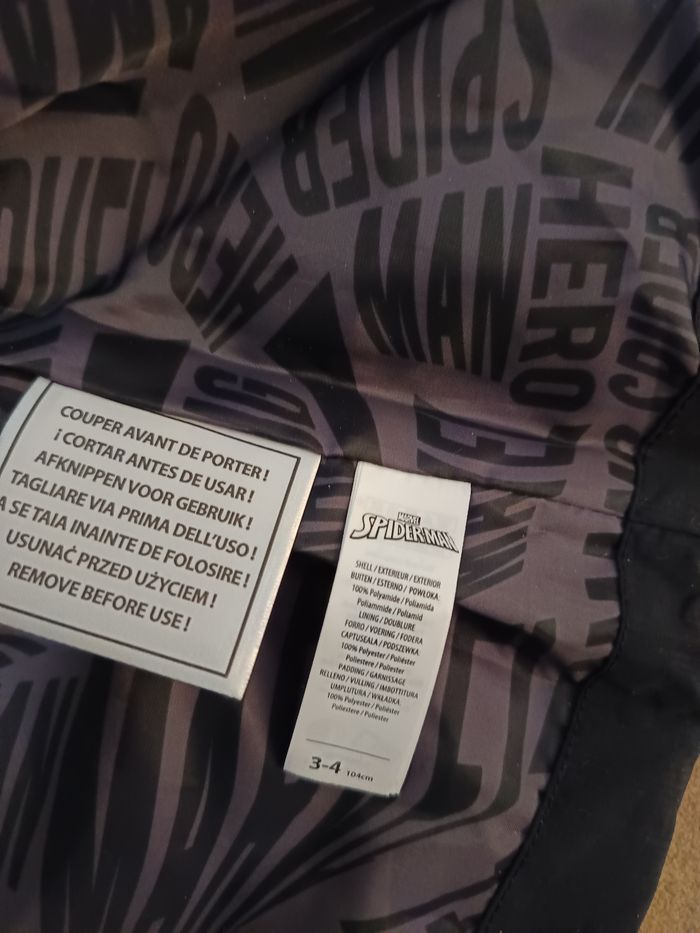 SPIDER
MAN
HERO
HERO
SPIDER
MAN
COUPER AVANT DE PORTER!
¡CORTAR ANTES DE USAR!
AFKNIPPEN VOOR GEBRUIK!
TAGLIARE VIA PRIMA DELL'USO!
A SE TAIA INAINTE DE FOLOSIRE!
USUNAĆ PRZED UŻYCIEM!
REMOVE BEFORE USE!
MARVEL
SPIDER-MAN
SHELL / EXTERIEUR / EXTERIOR
BUITEN / ESTERNO / POWŁOKA:
100% Polyamide / Poliamida
Poliammide / Poliamid
LINING / DOUBLURE
FORRO / VOERING / FODERA
CAPTUSEALA / PODSZEWKA
100% Polyester / Poliéster
Poliestere / Poliester
PADDING / GARNISSAGE
RELLENO / VULLING / IMBOTTITURA
UMPLUTURA / WKŁADKA
100% Polyester / Poliéster
Poliestere / Poliester
3-4 104cm